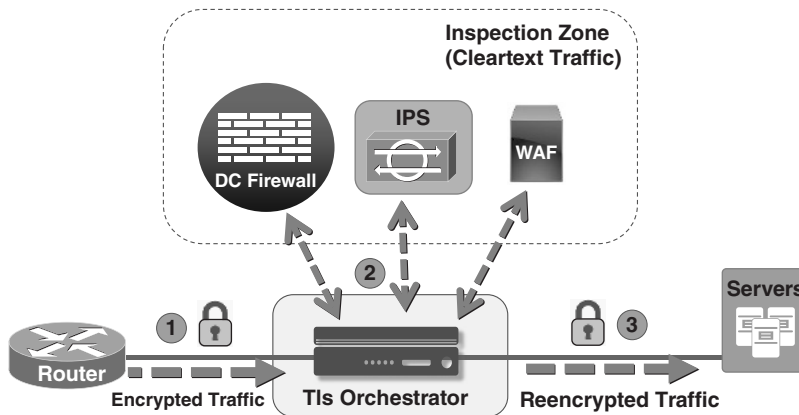 Inspection Zone
(Cleartext Traffic)
DC Firewall
IPS
WAF
2
1
3
Servers
Router
Encrypted Traffic
Tls Orchestrator
Reencrypted Traffic